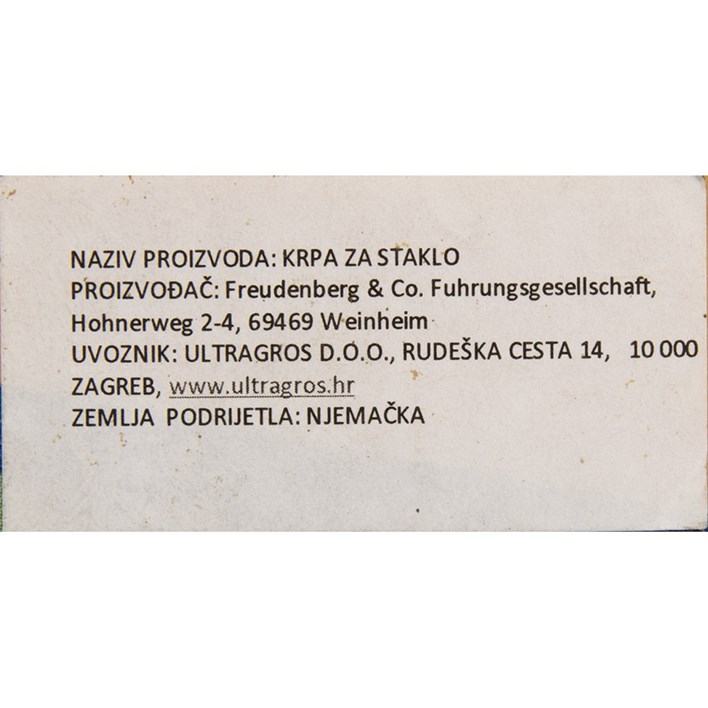 NAZIV PROIZVODA: KRPA ZA STAKLO
PROIZVOĐAČ: Freudenberg & Co. Fuhrungsgesellschaft,
Hohnerweg 2-4, 69469 Weinheim
UVOZNIK: ULTRAGROS D.O.O., RUDEŠKA CESTA 14, 10 000
ZAGREB, www.ultragros.hr
ZEMLJA PODRIJETLA: NJEMAČKA